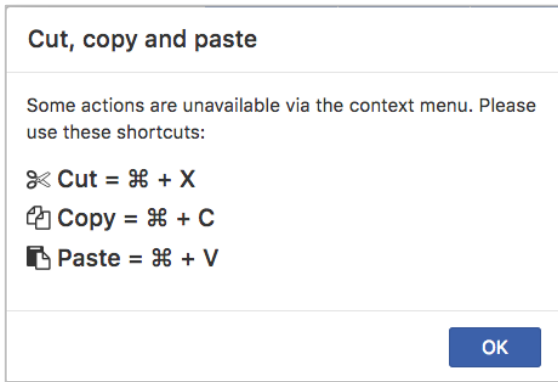 Cut, copy and paste
Some actions are unavailable via the context menu. Please
use these shortcuts:
Cut = ⌘ + X
Copy = ⌘ + C
Paste = ⌘ + V
OK